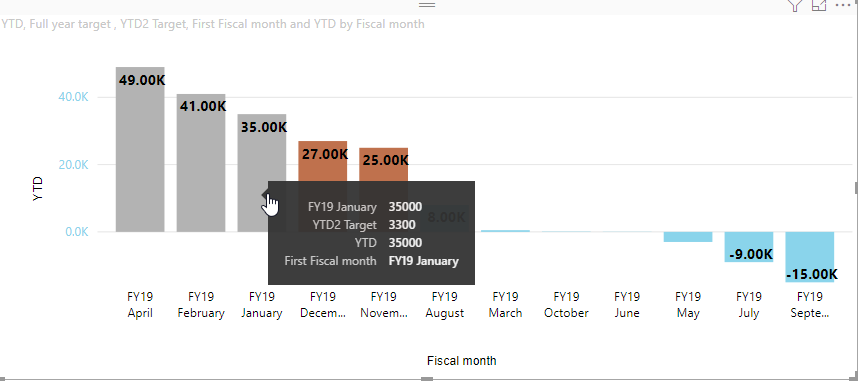 YTD, Full year target , YTD2 Target, First Fiscal month and YTD by Fiscal month
49.00K
41.00K
35.00K
27.00K
25.00K
8.00K
-9.00K
-15.00K
40.0K
20.0K
0.0K
YTD
FY19 January 35000
YTD2 Target 3300
YTD 35000
First Fiscal month FY19 January
FY19 April
FY19 February
FY19 January
FY19 Decem...
FY19 Novem...
FY19 August
FY19 March
FY19 October
FY19 June
FY19 May
FY19 July
FY19 Septe...
Fiscal month